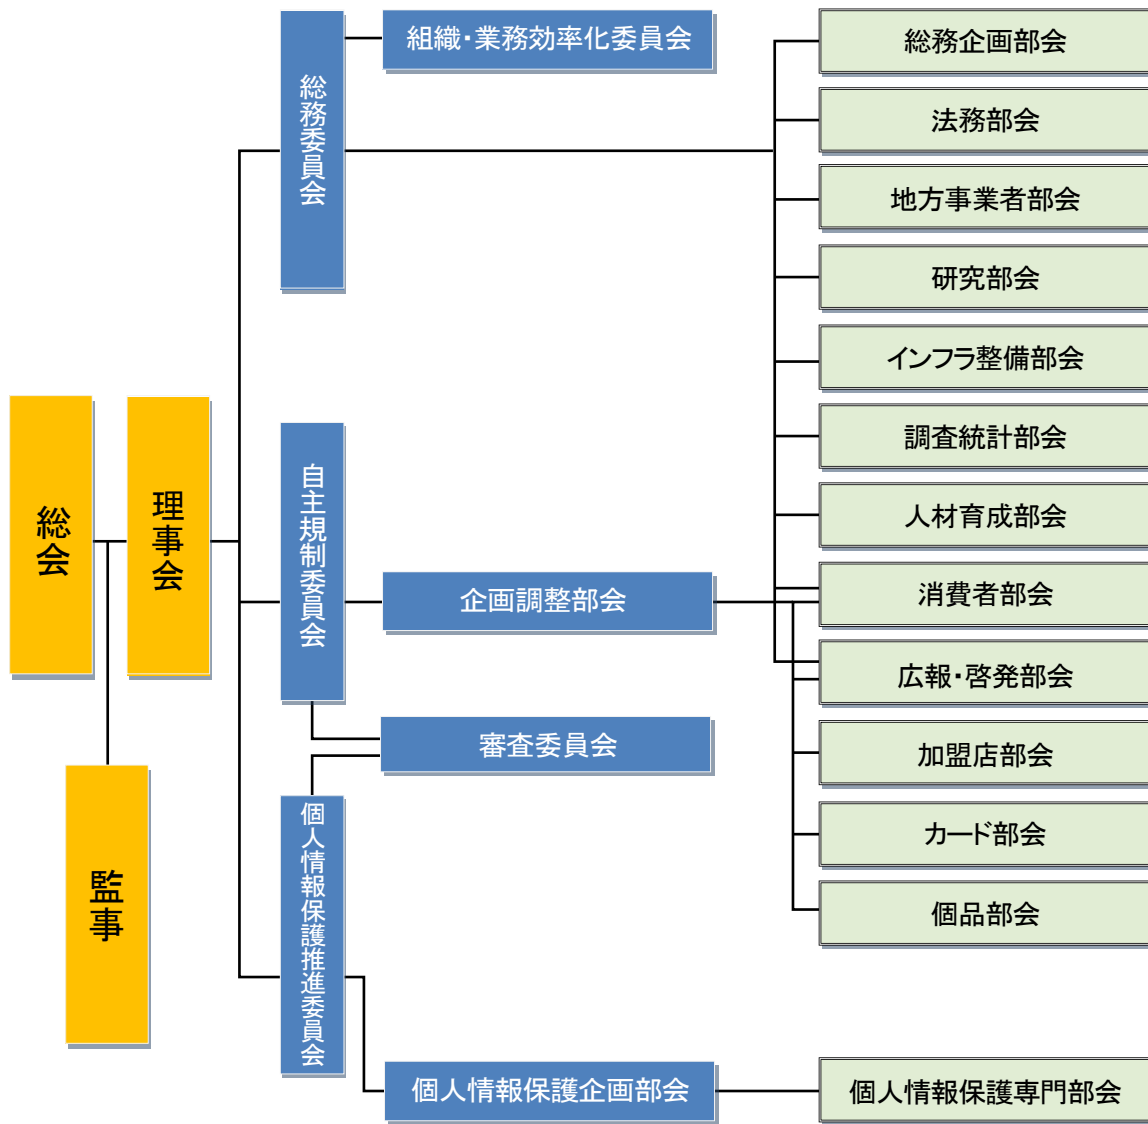 総会
理事会
監事
総務委員会
自主規制委員会
個人情報保護推進委員会
組織・業務効率化委員会
企画調整部会
審査委員会
個人情報保護企画部会
総務企画部会
法務部会
地方事業者部会
研究部会
インフラ整備部会
調査統計部会
人材育成部会
消費者部会
広報・啓発部会
加盟店部会
カード部会
個品部会
個人情報保護専門部会